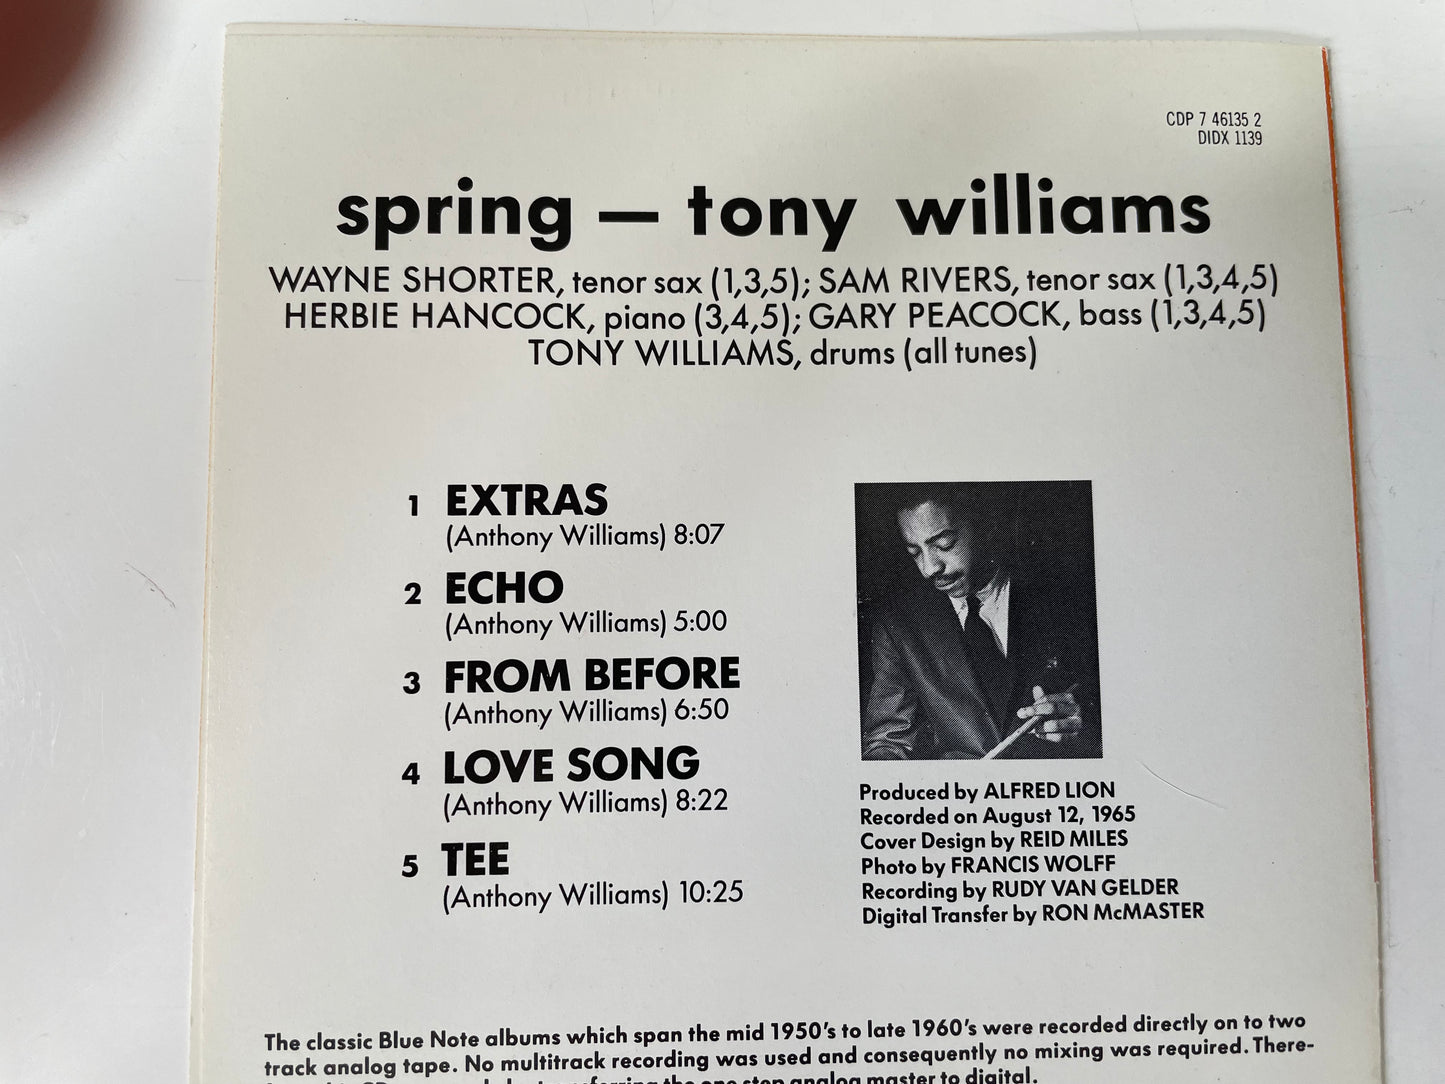 CDP 7 46135 2
DIDX 1139
spring — tony williams
WAYNE SHORTER, tenor sax (1,3,5); SAM RIVERS, tenor sax (1,3,4,5)
HERBIE HANCOCK, piano (3,4,5); GARY PEACOCK, bass (1,3,4,5)
TONY WILLIAMS, drums (all tunes)
1 EXTRAS
(Anthony Williams) 8:07
2 ECHO
(Anthony Williams) 5:00
3 FROM BEFORE
(Anthony Williams) 6:50
4 LOVE SONG
(Anthony Williams) 8:22
5 TEE
(Anthony Williams) 10:25
Produced by ALFRED LION
Recorded on August 12, 1965
Cover Design by REID MILES
Photo by FRANCIS WOLFF
Recording by RUDY VAN GELDER
Digital Transfer by RON McMASTER
The classic Blue Note albums which span the mid 1950's to late 1960's were recorded directly on to two
track analog tape. No multitrack recording was used and consequently no mixing was required. There-
the one step analog master to digital.